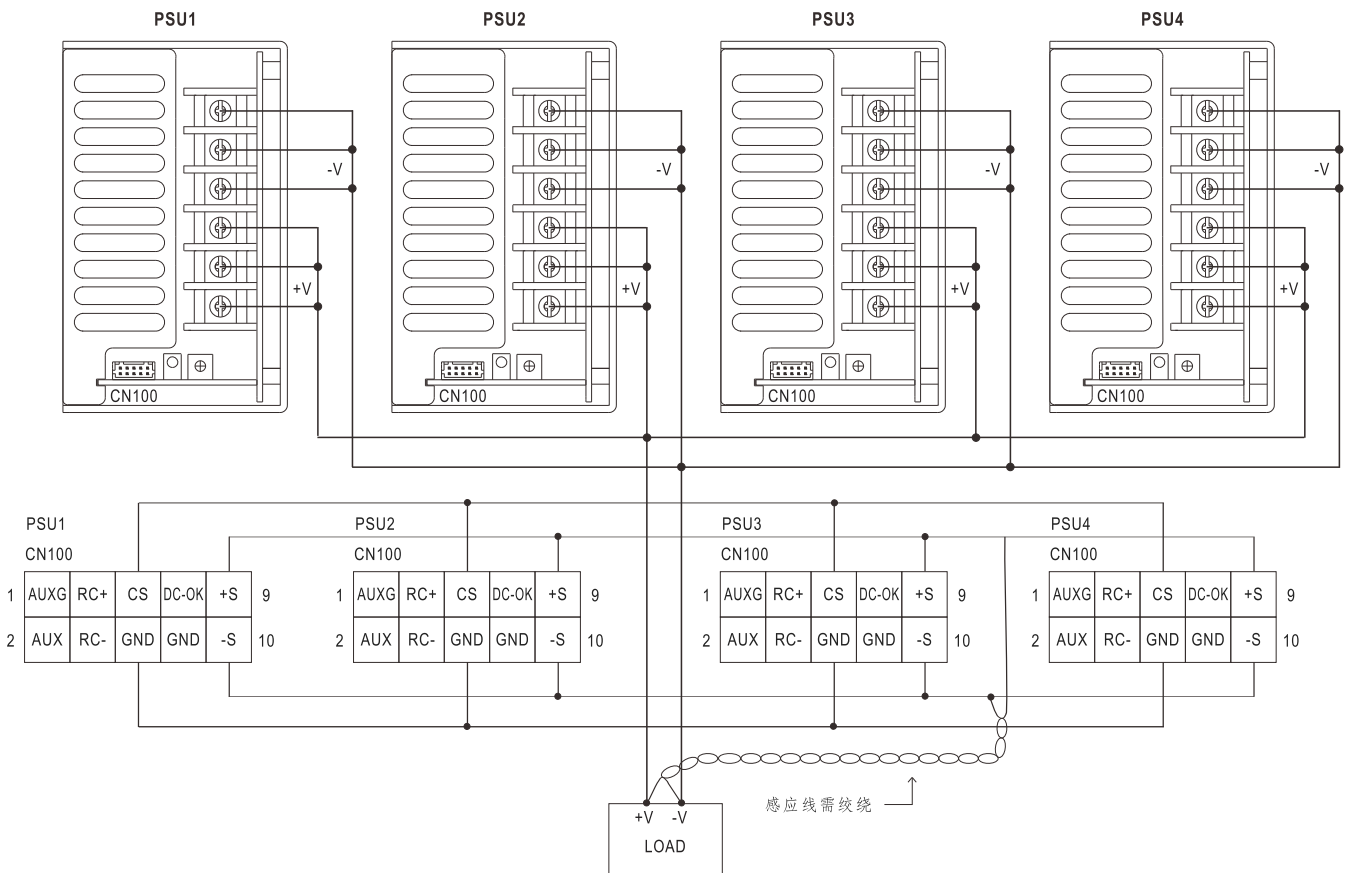 PSU1 PSU2 PSU3 PSU4
-V -V -V -V
+V +V +V +V
CN100 CN100 CN100 CN100
PSU1 PSU2 PSU3 PSU4
CN100 CN100 CN100 CN100
1 AUXG RC+ CS DC-OK +S 9 1 AUXG RC+ CS DC-OK +S 9 1 AUXG RC+ CS DC-OK +S 9 1 AUXG RC+ CS DC-OK +S 9
2 AUX RC- GND GND -S 10 2 AUX RC- GND GND -S 10 2 AUX RC- GND GND -S 10 2 AUX RC- GND GND -S 10
感应线需绞绕
+V -V
LOAD